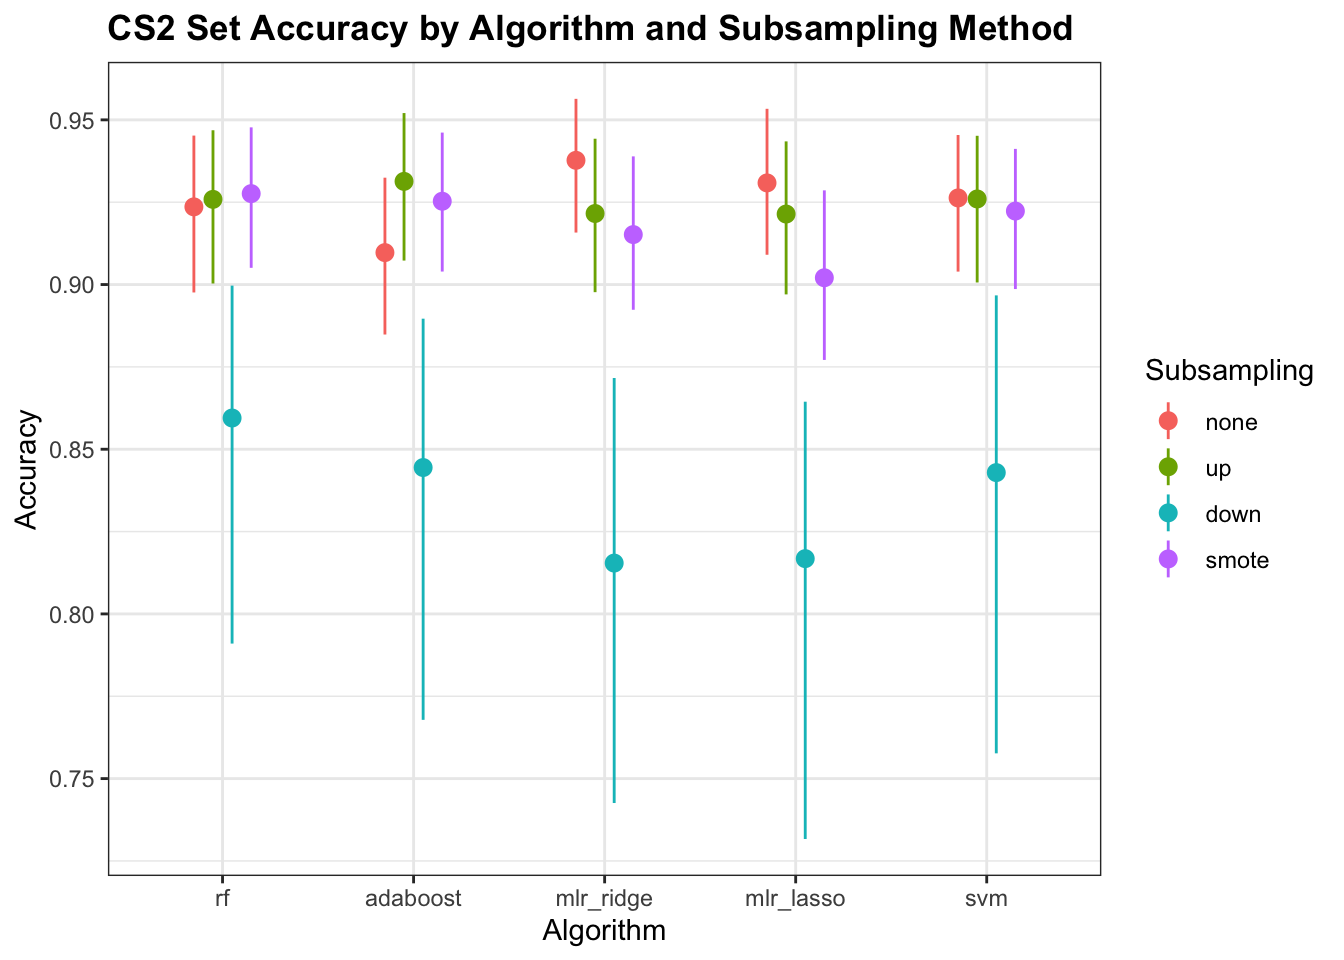 CS2 Set Accuracy by Algorithm and Subsampling Method
0.95
0.90
0.85
0.80
0.75
Accuracy
rf adaboost mlr_ridge mlr_lasso svm
Algorithm
Subsampling
none
up
down
smote